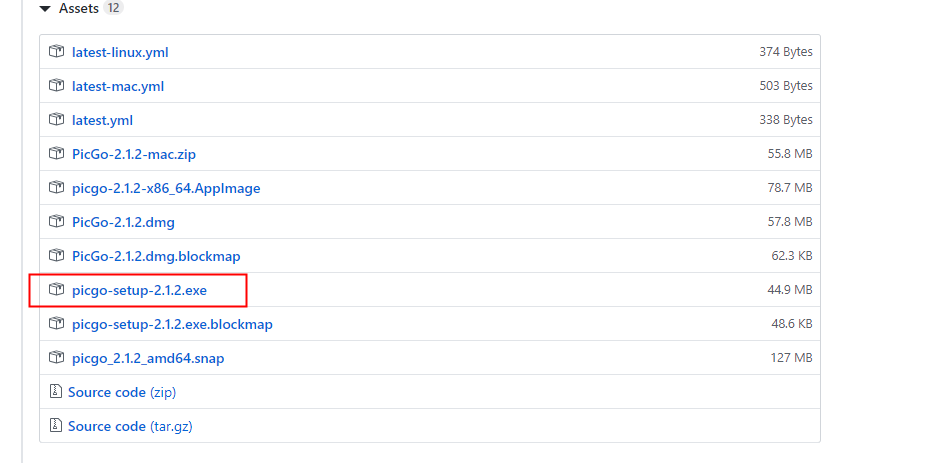 Assets 12
latest-linux.yml 374 Bytes
latest-mac.yml 503 Bytes
latest.yml 338 Bytes
PicGo-2.1.2-mac.zip 55.8 MB
picgo-2.1.2-x86_64.AppImage 78.7 MB
PicGo-2.1.2.dmg 57.8 MB
PicGo-2.1.2.dmg.blockmap 62.3 KB
picgo-setup-2.1.2.exe 44.9 MB
picgo-setup-2.1.2.exe.blockmap 48.6 KB
picgo_2.1.2_amd64.snap 127 MB
Source code (zip)
Source code (tar.gz)